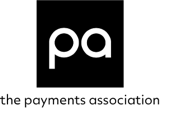 pa
the payments association